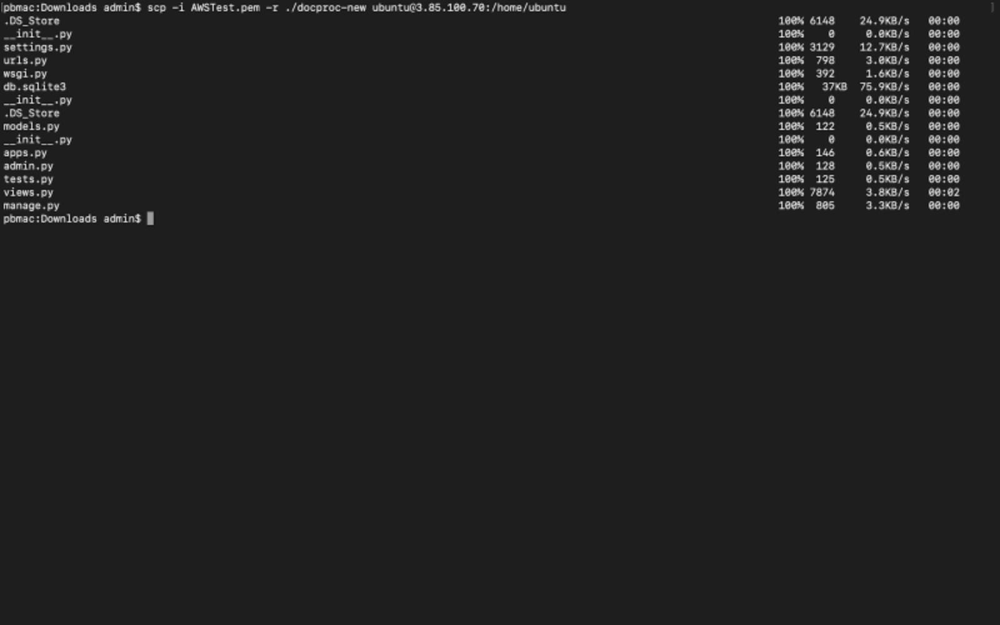 pbmac:Downloads admin$ scp -i AWSTest.pem -r ./docproc-new ubuntu@3.85.100.70:/home/ubuntu
.DS_Store 100% 6148 24.9KB/s 00:00
__init__.py 100% 0 0.0KB/s 00:00
settings.py 100% 3129 12.7KB/s 00:00
urls.py 100% 798 3.0KB/s 00:00
wsgi.py 100% 392 1.6KB/s 00:00
db.sqlite3 100% 37KB 75.9KB/s 00:00
__init__.py 100% 0 0.0KB/s 00:00
.DS_Store 100% 6148 24.9KB/s 00:00
models.py 100% 122 0.5KB/s 00:00
__init__.py 100% 0 0.0KB/s 00:00
apps.py 100% 146 0.6KB/s 00:00
admin.py 100% 128 0.5KB/s 00:00
tests.py 100% 125 0.5KB/s 00:00
views.py 100% 7874 3.8KB/s 00:02
manage.py 100% 805 3.3KB/s 00:00
pbmac:Downloads admin$